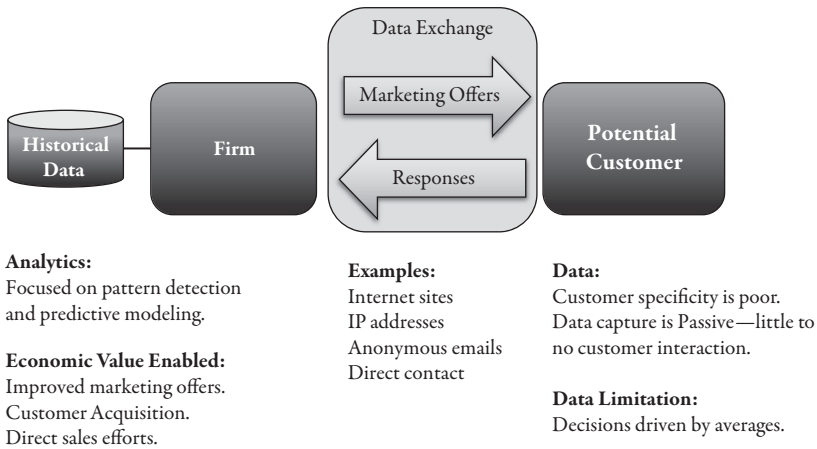 Data Exchange
Marketing Offers
Historical
Data
Firm
Potential
Customer
Responses
Analytics:
Focused on pattern detection
and predictive modeling.
Economic Value Enabled:
Improved marketing offers.
Customer Acquisition.
Direct sales efforts.
Examples:
Internet sites
IP addresses
Anonymous emails
Direct contact
Data:
Customer specificity is poor.
Data capture is Passive—little to
no customer interaction.
Data Limitation:
Decisions driven by averages.